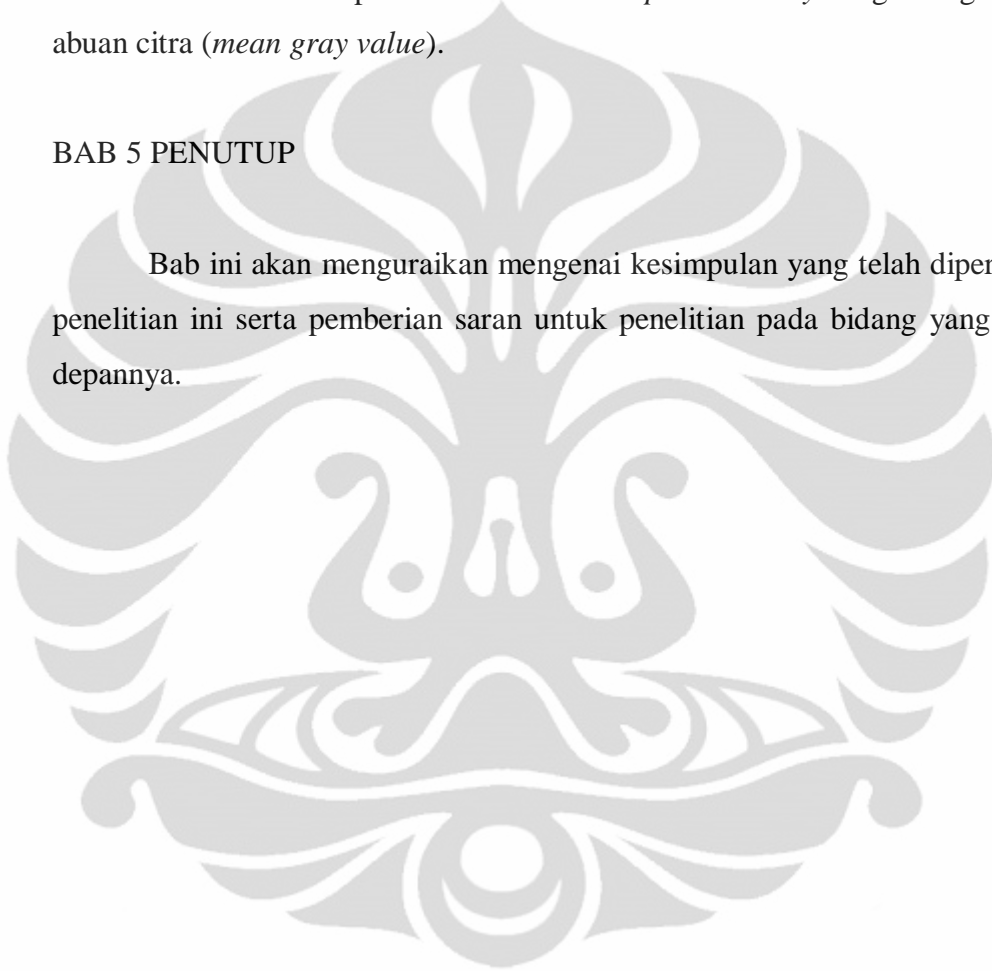 abuan citra (mean gray value).
BAB 5 PENUTUP
Bab ini akan menguraikan mengenai kesimpulan yang telah diper
penelitian ini serta pemberian saran untuk penelitian pada bidang yang
depannya.